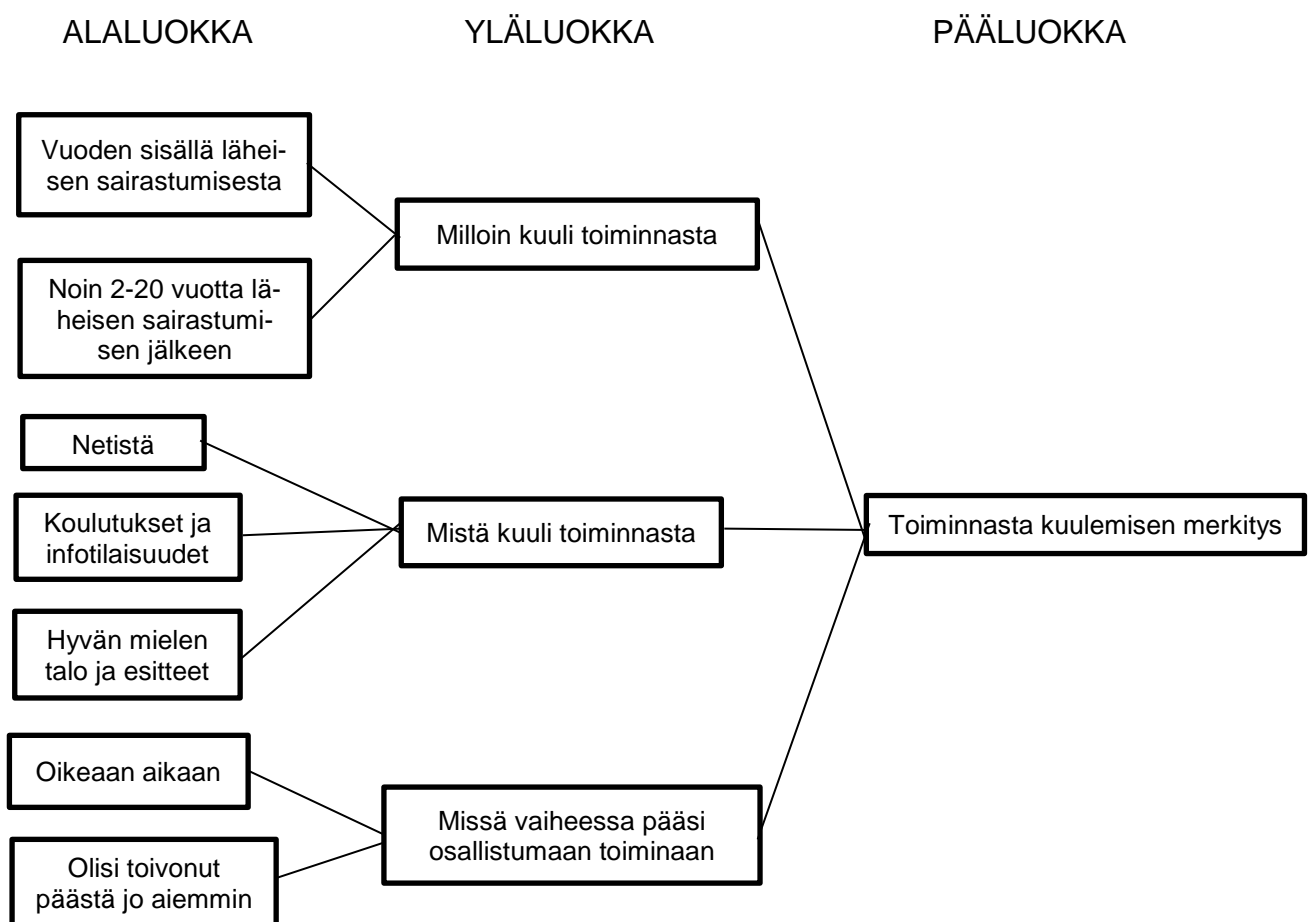 ALALUOKKA
YLÄLUOKKA
PÄÄLUOKKA
Vuoden sisällä lähei-
sen sairastumisesta
Noin 2-20 vuotta lä-
heisen sairastumi-
sen jälkeen
Milloin kuuli toiminnasta
Netistä
Koulutukset ja
infotilaisuudet
Hyvän mielen
talo ja esitteet
Mistä kuuli toiminnasta
Toiminnasta kuulemisen merkitys
Oikeaan aikaan
Olisi toivonut
päästä jo aiemmin
Missä vaiheessa pääsi
osallistumaan toiminaan